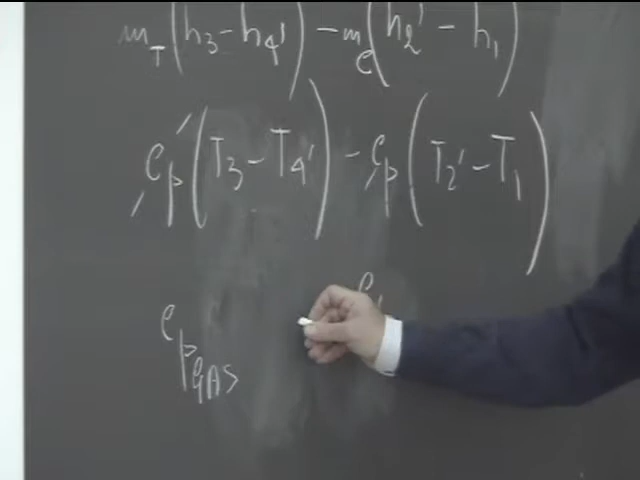 m_T (h_3 - h_4') - m_C (h_2' - h_1)
c_p (T_3 - T_4') - c_p (T_2' - T_1)
c_p GAS c